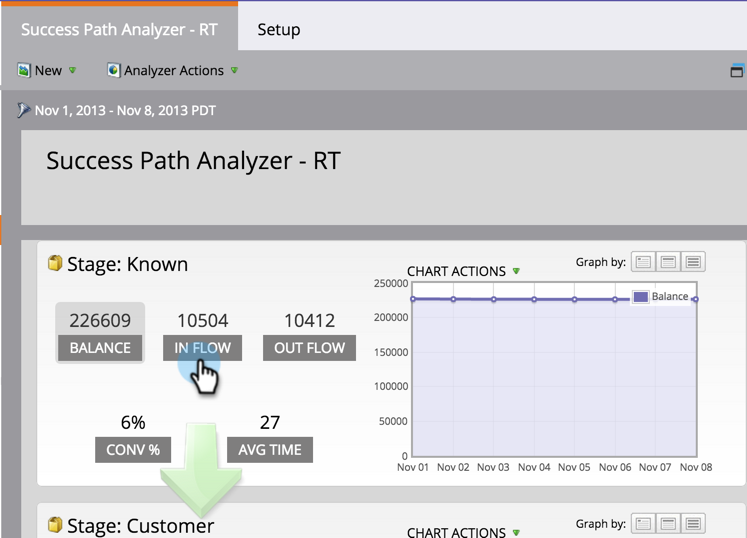 Success Path Analyzer - RT
Setup
New
Analyzer Actions
Nov 1, 2013 - Nov 8, 2013 PDT
Success Path Analyzer - RT
Stage: Known
CHART ACTIONS
Graph by:
226609
10504
10412
BALANCE
IN FLOW
OUT FLOW
6%
27
CONV %
AVG TIME
250000
200000
150000
100000
50000
0
Balance
Nov 01 Nov 02 Nov 03 Nov 04 Nov 05 Nov 06 Nov 07 Nov 08
Stage: Customer
CHART ACTIONS
Graph by: